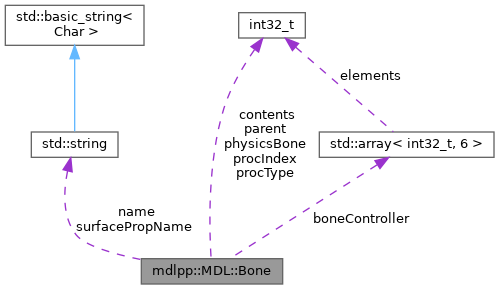 std::basic_string<
Char >
int32_t
elements
std::string
contents
parent
physicsBone
procIndex
procType
std::array< int32_t, 6 >
name
surfacePropName
boneController
mdlpp::MDL::Bone